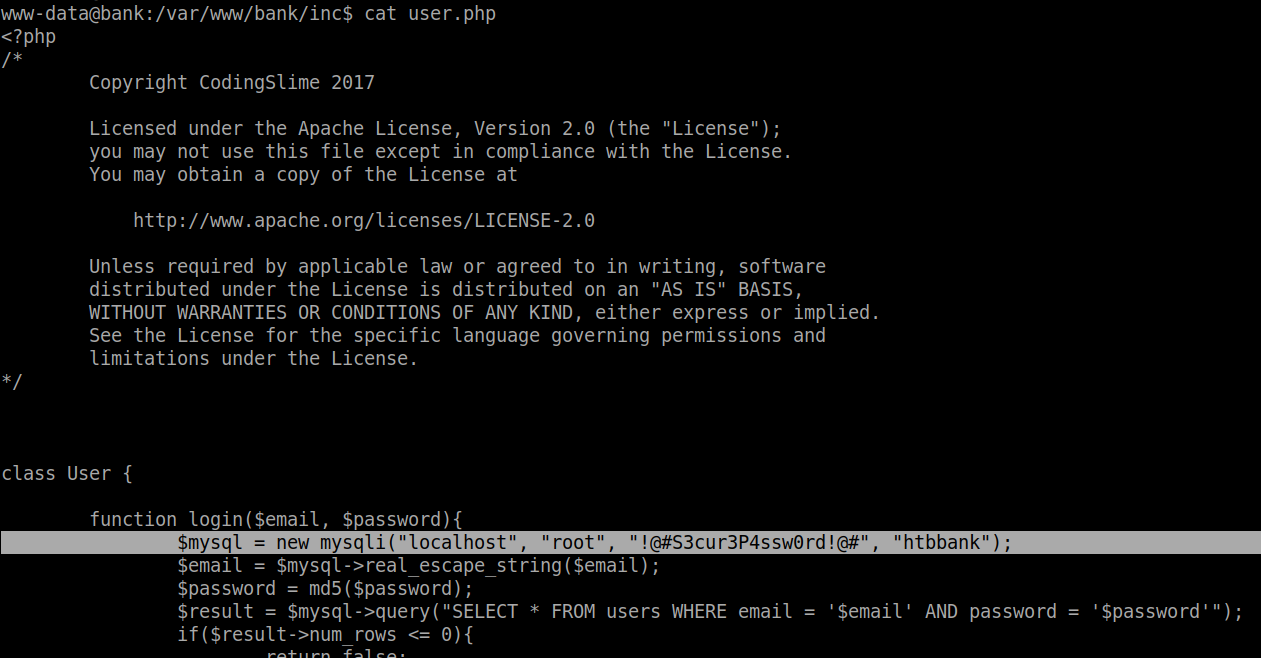 www-data@bank:/var/www/bank/inc$ cat user.php
<?php
/*
Copyright CodingSlime 2017
Licensed under the Apache License, Version 2.0 (the "License");
you may not use this file except in compliance with the License.
You may obtain a copy of the License at
http://www.apache.org/licenses/LICENSE-2.0
Unless required by applicable law or agreed to in writing, software
distributed under the License is distributed on an "AS IS" BASIS,
WITHOUT WARRANTIES OR CONDITIONS OF ANY KIND, either express or implied.
See the License for the specific language governing permissions and
limitations under the License.
*/
class User {
function login($email, $password){
$mysql = new mysqli("localhost", "root", "!@#S3cur3P4ssw0rd!@#", "htbbank");
$email = $mysql->real_escape_string($email);
$password = md5($password);
$result = $mysql->query("SELECT * FROM users WHERE email = '$email' AND password = '$password'");
if($result->num_rows <= 0){
return false;